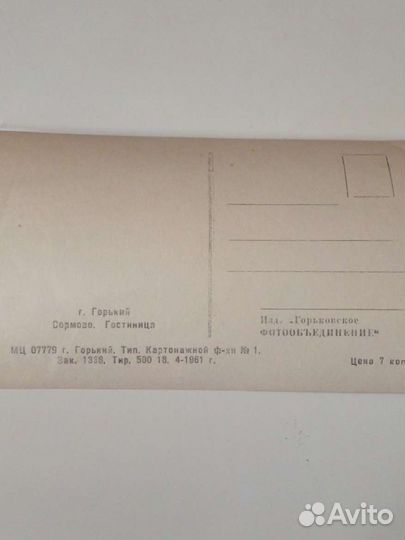 г. Горький
Сормово. Гостиница
Изд. „Горьковское
ФОТООБЪЕДИНЕНИЕ"
МЦ 07779 г. Горький. Тип. Картонажной ф-ки № 1.
Зак. 1399. Тир. 500 18. 4-1961 г.
Цена 7 коп
Avito